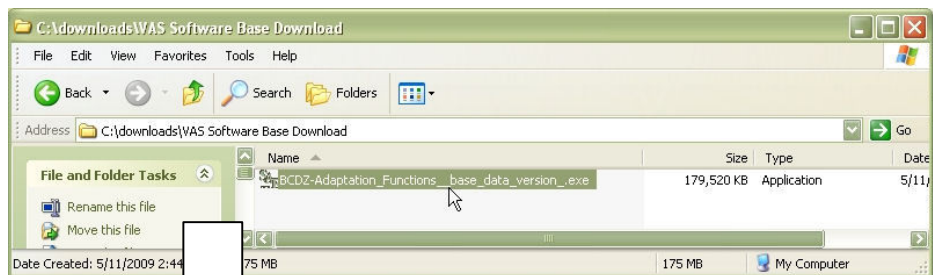 C:\downloads\VAS Software Base Download
File Edit View Favorites Tools Help
Back Search Folders
Address C:\downloads\VAS Software Base Download Go
Name Size Type Date
File and Folder Tasks
BCDZ-Adaptation_Functions__base_data_version_.exe 179,520 KB Application 5/11/
Rename this file
Move this file
Date Created: 5/11/2009 2:44 75 MB 175 MB My Computer